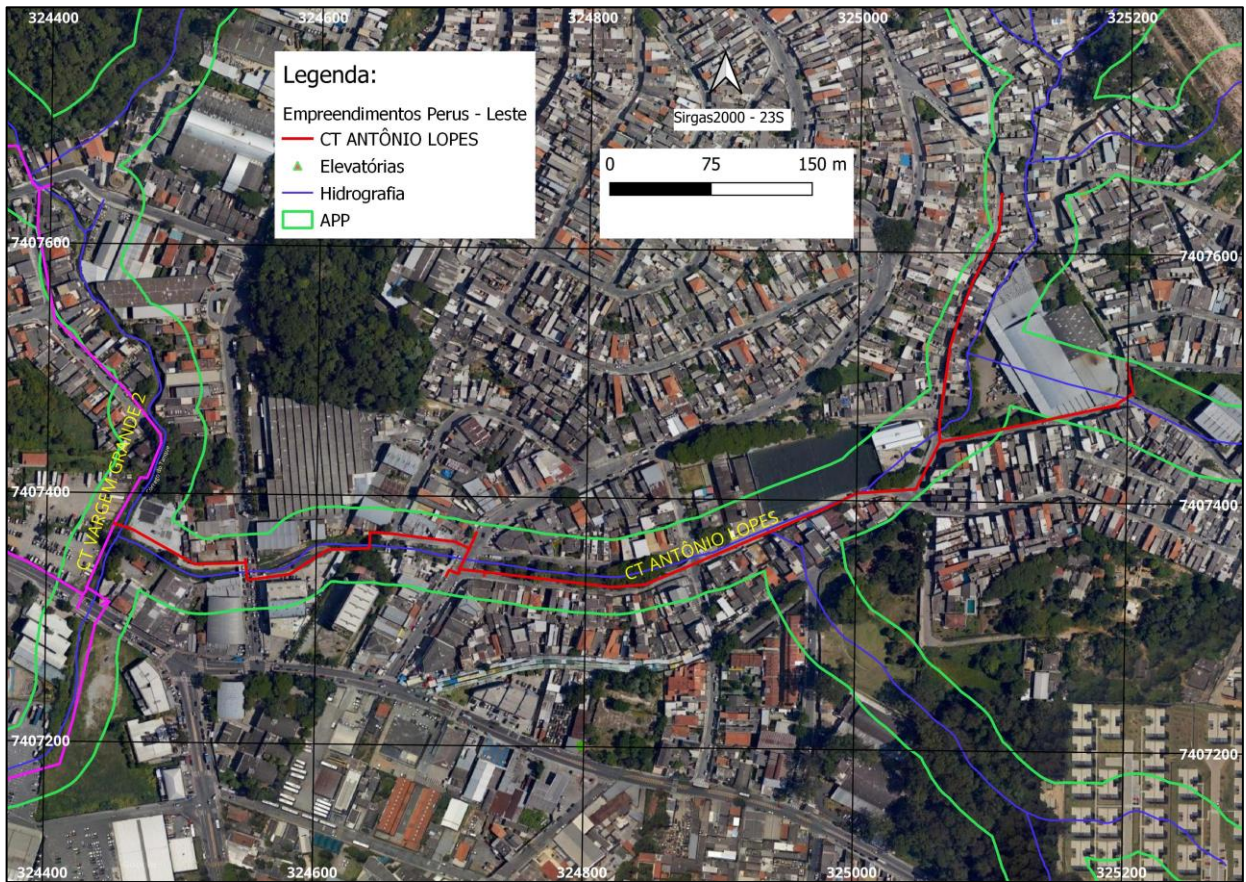 324400 324600 324800 325000 325200
Legenda:
Empreendimentos Perus - Leste
CT ANTÔNIO LOPES
Elevatórias
Hidrografia
APP
Sirgas2000 - 23S
0 75 150 m
7407600 7407600
CT VARGEM GRANDE 2
7407400 7407400
CT ANTÔNIO LOPES
7407200 7407200
324400 324600 324800 325000 325200